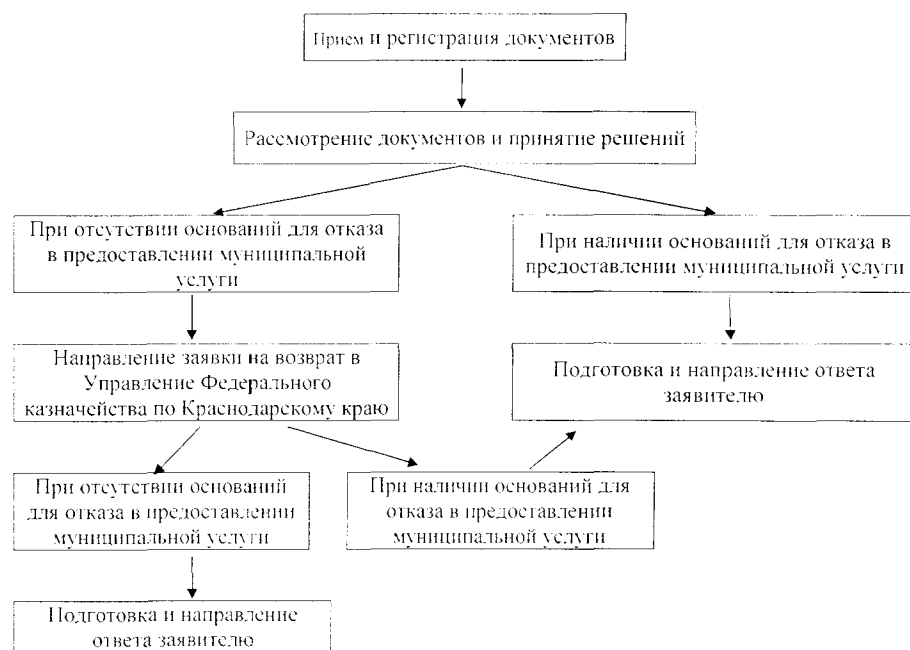 Прием и регистрация документов
Рассмотрение документов и принятие решений
При отсутствии оснований для отказа
в предоставлении муниципальной
услуги
При наличии оснований для отказа в
предоставлении муниципальной услуги
Направление заявки на возврат в
Управление Федерального
казначейства по Краснодарскому краю
Подготовка и направление ответа
заявителю
При отсутствии оснований
для отказа в предоставлении
муниципальной услуги
При наличии оснований для
отказа в предоставлении
муниципальной услуги
Подготовка и направление
ответа заявителю